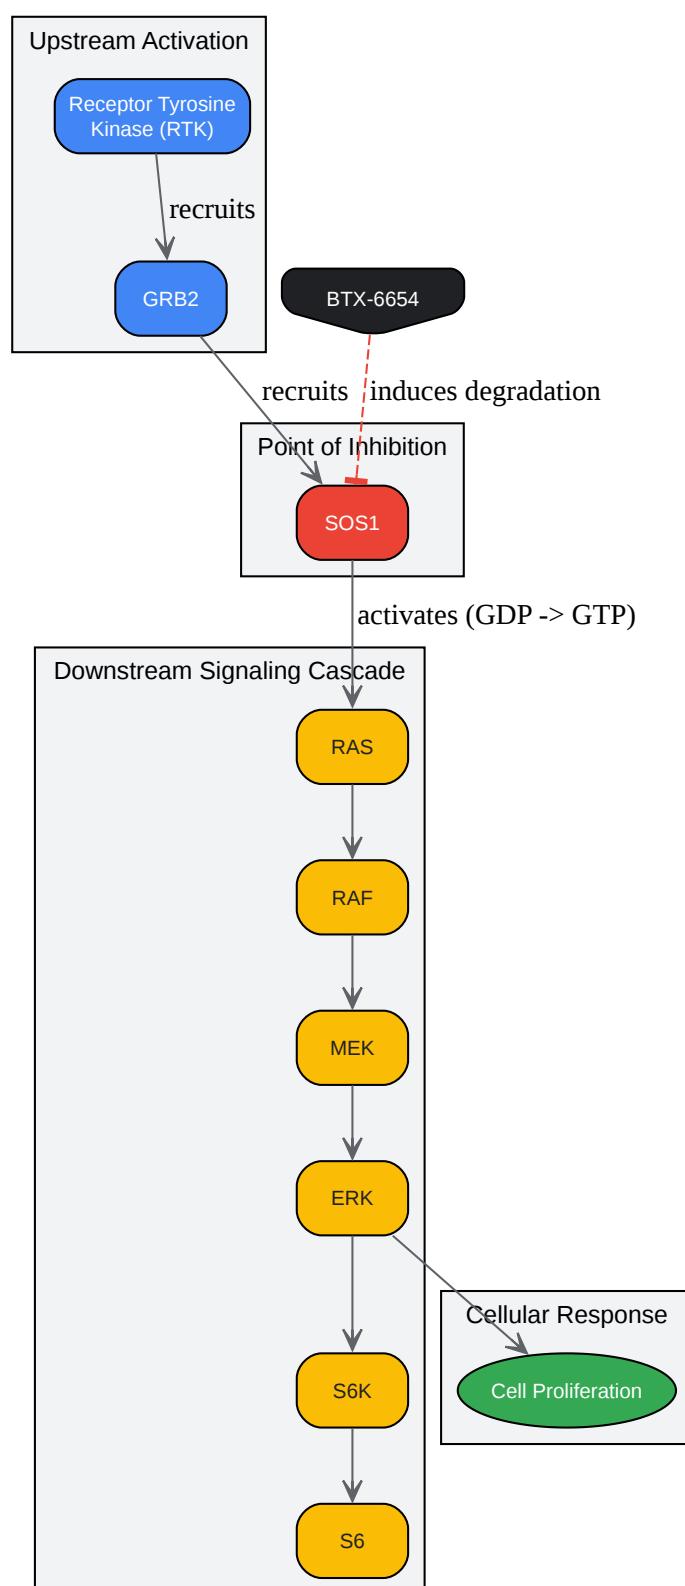 Upstream Activation
Receptor Tyrosine
Kinase (RTK)
recruits
GRB2
BTX-6654
recruits
induces degradation
Point of Inhibition
SOS1
activates (GDP -> GTP)
Downstream Signaling Cascade
RAS
RAF
MEK
ERK
Cellular Response
S6K
Cell Proliferation
S6